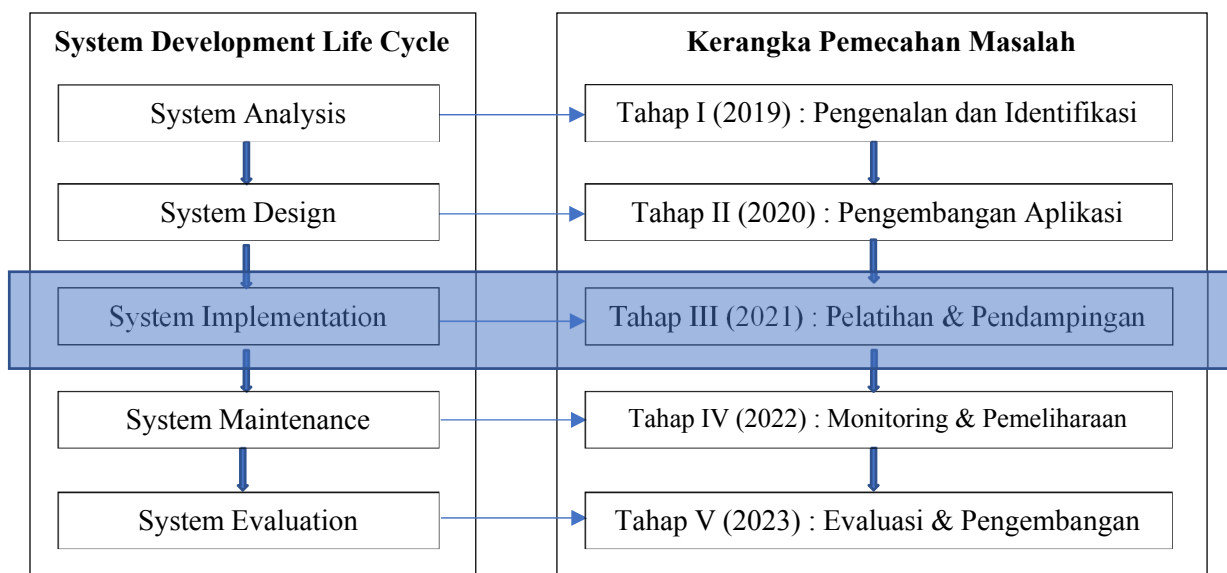 System Development Life Cycle
System Analysis
System Design
System Implementation
System Maintenance
System Evaluation
Kerangka Pemecahan Masalah
Tahap I (2019) : Pengenalan dan Identifikasi
Tahap II (2020) : Pengembangan Aplikasi
Tahap III (2021) : Pelatihan & Pendampingan
Tahap IV (2022) : Monitoring & Pemeliharaan
Tahap V (2023) : Evaluasi & Pengembangan